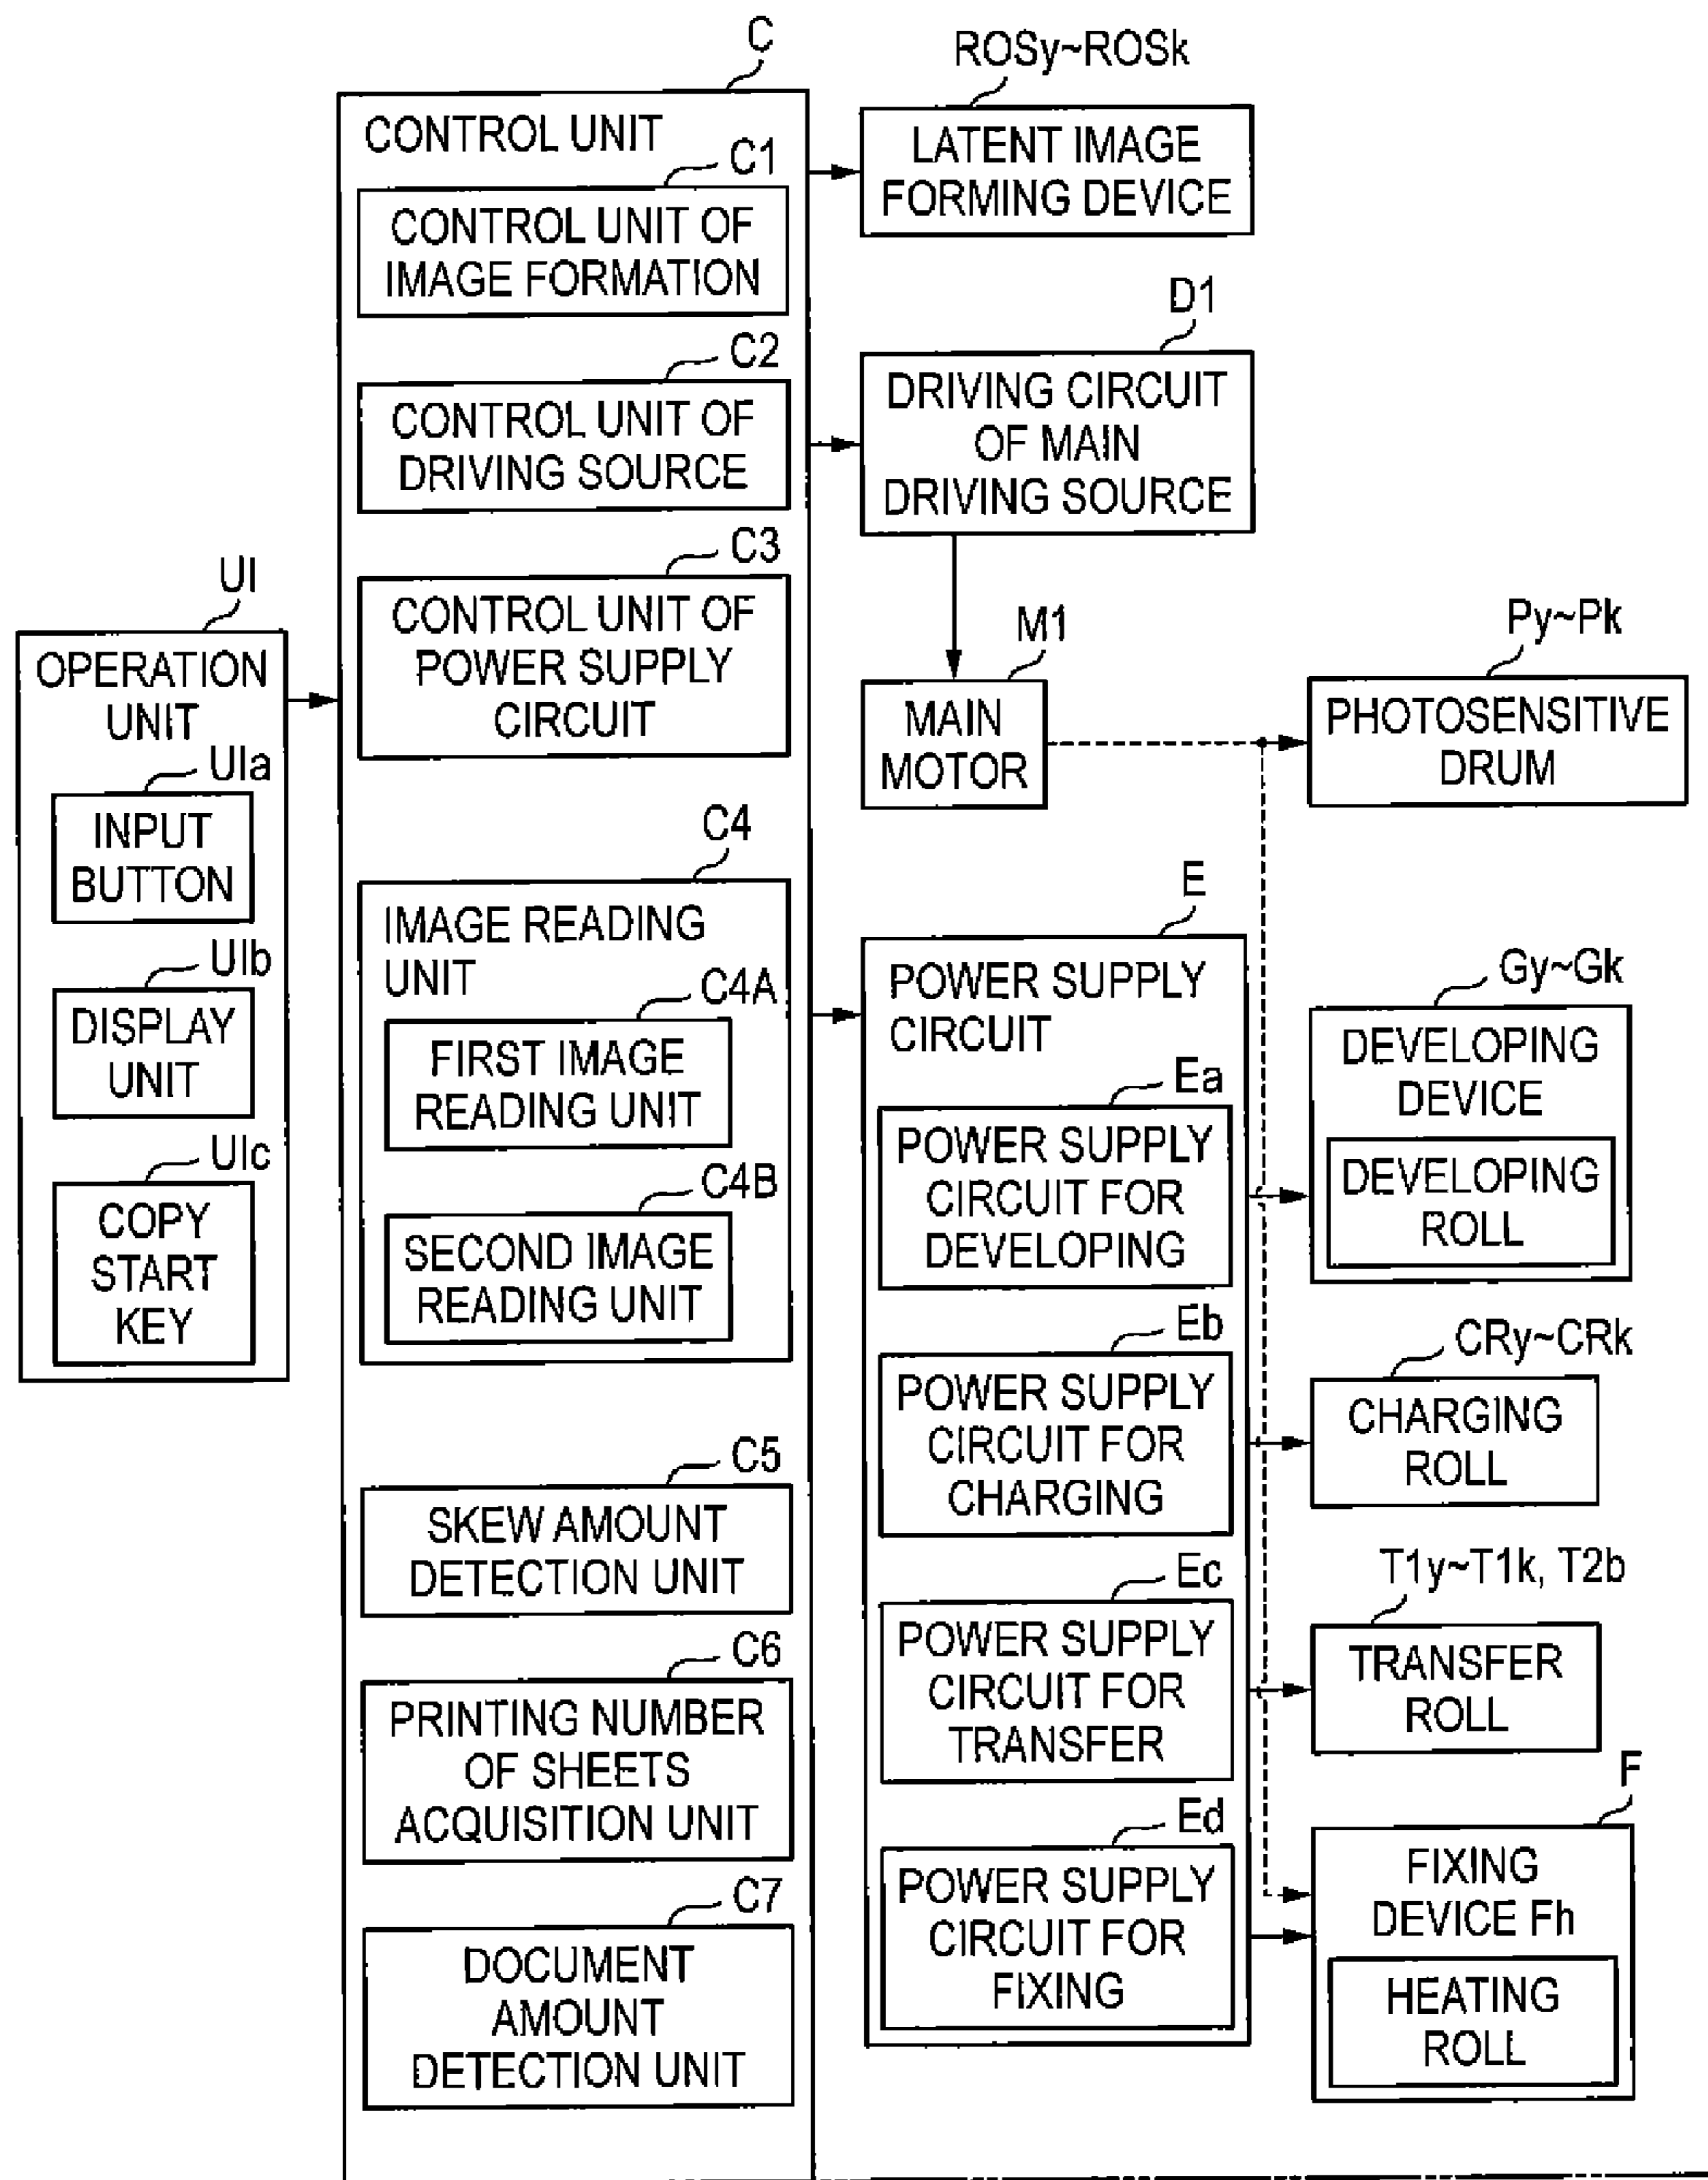 UI
OPERATION
UNIT
UIa
INPUT
BUTTON
UIb
DISPLAY
UNIT
UIc
COPY
START
KEY
C
CONTROL UNIT
C1
CONTROL UNIT OF
IMAGE FORMATION
C2
CONTROL UNIT OF
DRIVING SOURCE
C3
CONTROL UNIT OF
POWER SUPPLY
CIRCUIT
C4
IMAGE READING
UNIT
C4A
FIRST IMAGE
READING UNIT
C4B
SECOND IMAGE
READING UNIT
C5
SKEW AMOUNT
DETECTION UNIT
C6
PRINTING NUMBER
OF SHEETS
ACQUISITION UNIT
C7
DOCUMENT
AMOUNT
DETECTION UNIT
ROSy~ROSk
LATENT IMAGE
FORMING DEVICE
D1
DRIVING CIRCUIT
OF MAIN
DRIVING SOURCE
M1
MAIN
MOTOR
E
POWER SUPPLY
CIRCUIT
Ea
POWER SUPPLY
CIRCUIT FOR
DEVELOPING
Eb
POWER SUPPLY
CIRCUIT FOR
CHARGING
Ec
POWER SUPPLY
CIRCUIT FOR
TRANSFER
Ed
POWER SUPPLY
CIRCUIT FOR
FIXING
Py~Pk
PHOTOSENSITIVE
DRUM
Gy~Gk
DEVELOPING
DEVICE
DEVELOPING
ROLL
CRy~CRk
CHARGING
ROLL
T1y~T1k, T2b
TRANSFER
ROLL
F
FIXING
DEVICE Fh
HEATING
ROLL